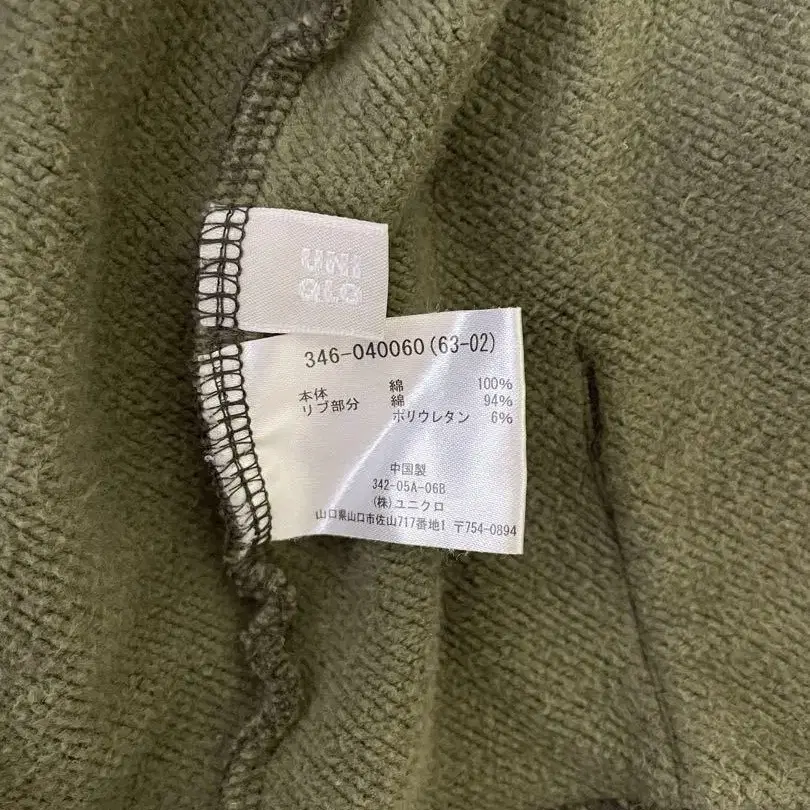 UNI
QLO
346-040060(63-02)
本体 綿 100%
リブ部分 綿 94%
ポリウレタン 6%
中国製
342-05A-06B
(株)ユニクロ
山口県山口市佐山717番地1 〒754-0894